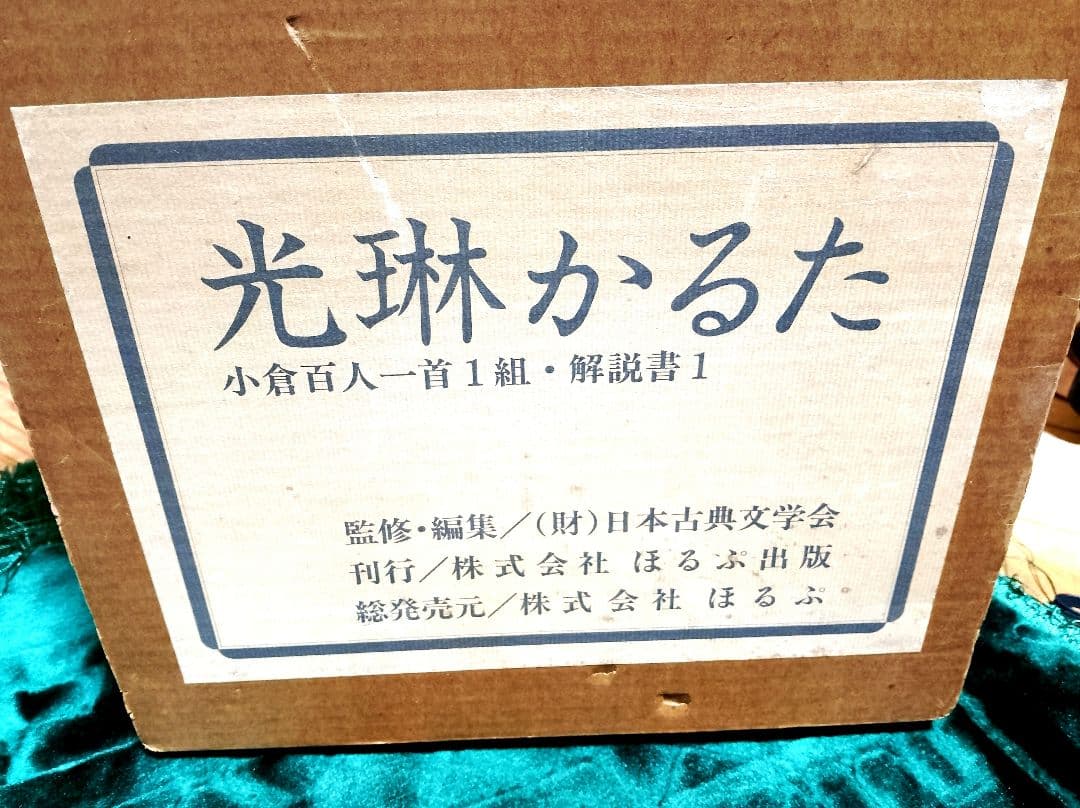 光琳かるた
小倉百人一首1組・解説書1
監修・編集／(財)日本古典文学会
刊行／株式会社 ほるぷ出版
総発売元／株式会社 ほるぷ